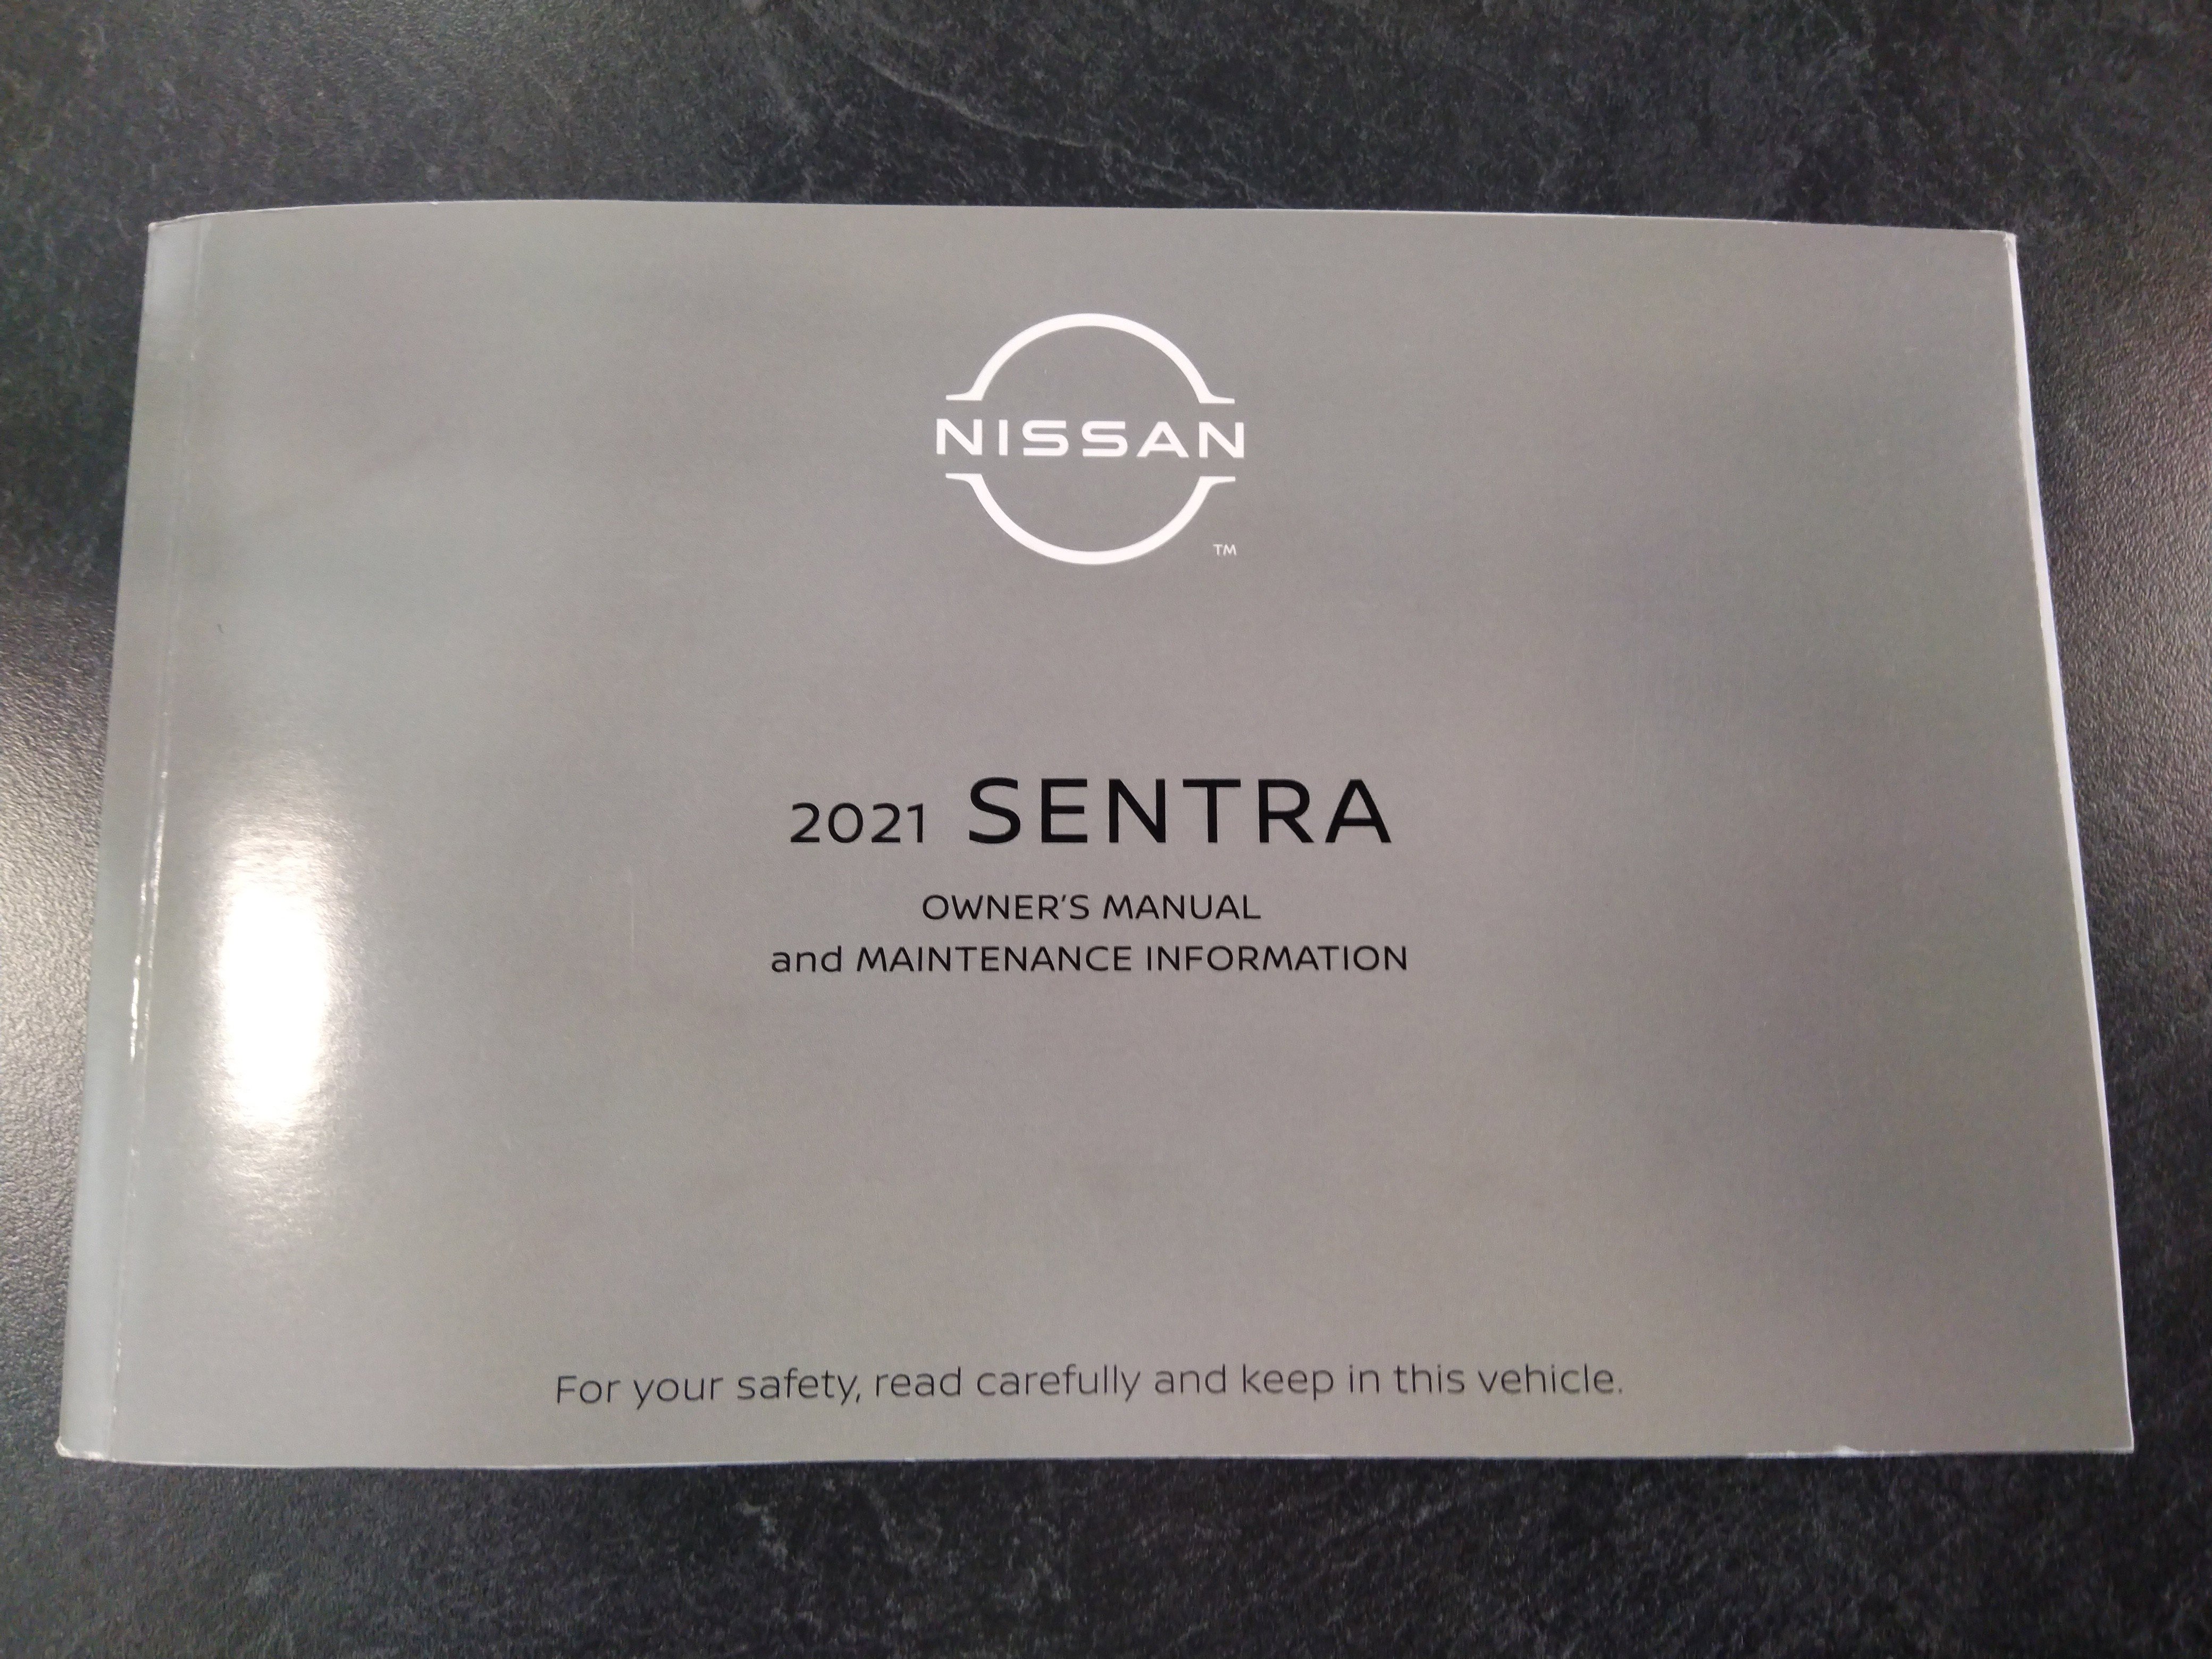 NISSAN
TM
2021 SENTRA
OWNER'S MANUAL
and MAINTENANCE INFORMATION
For your safety, read carefully and keep in this vehicle.